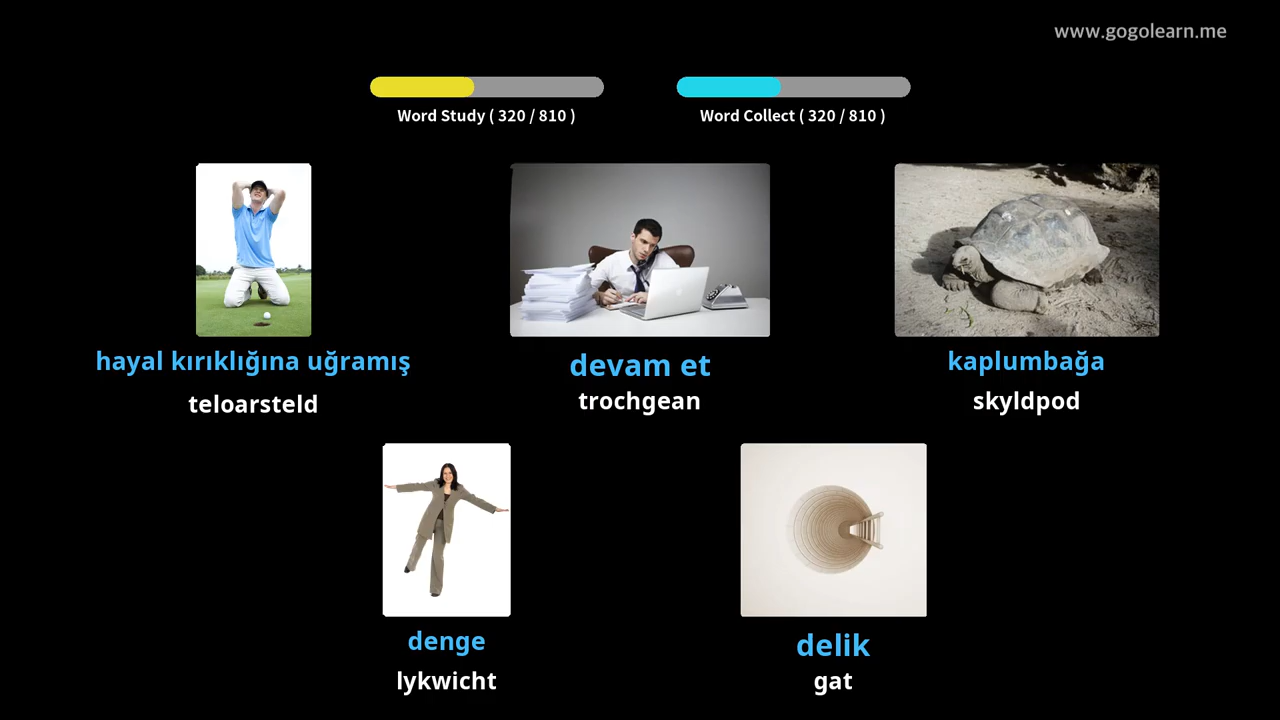 www.gogolearn.me
Word Study ( 320 / 810 )
Word Collect ( 320 / 810 )
hayal kırıklığına uğramış
teloarsteld
devam et
trochgean
kaplumbağa
skyldpod
denge
lykwicht
delik
gat